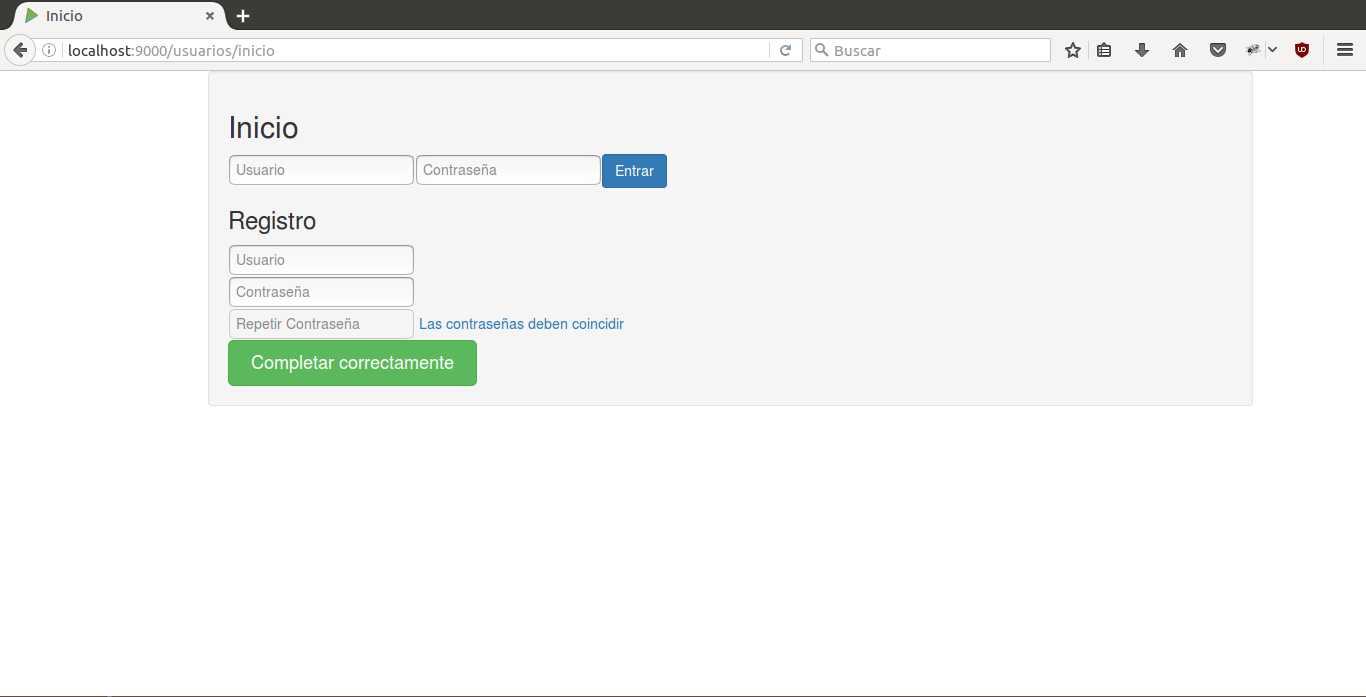 Inicio
localhost:9000/usuarios/inicio
Buscar
Inicio
Usuario Contraseña Entrar
Registro
Usuario
Contraseña
Repetir Contraseña Las contraseñas deben coincidir
Completar correctamente